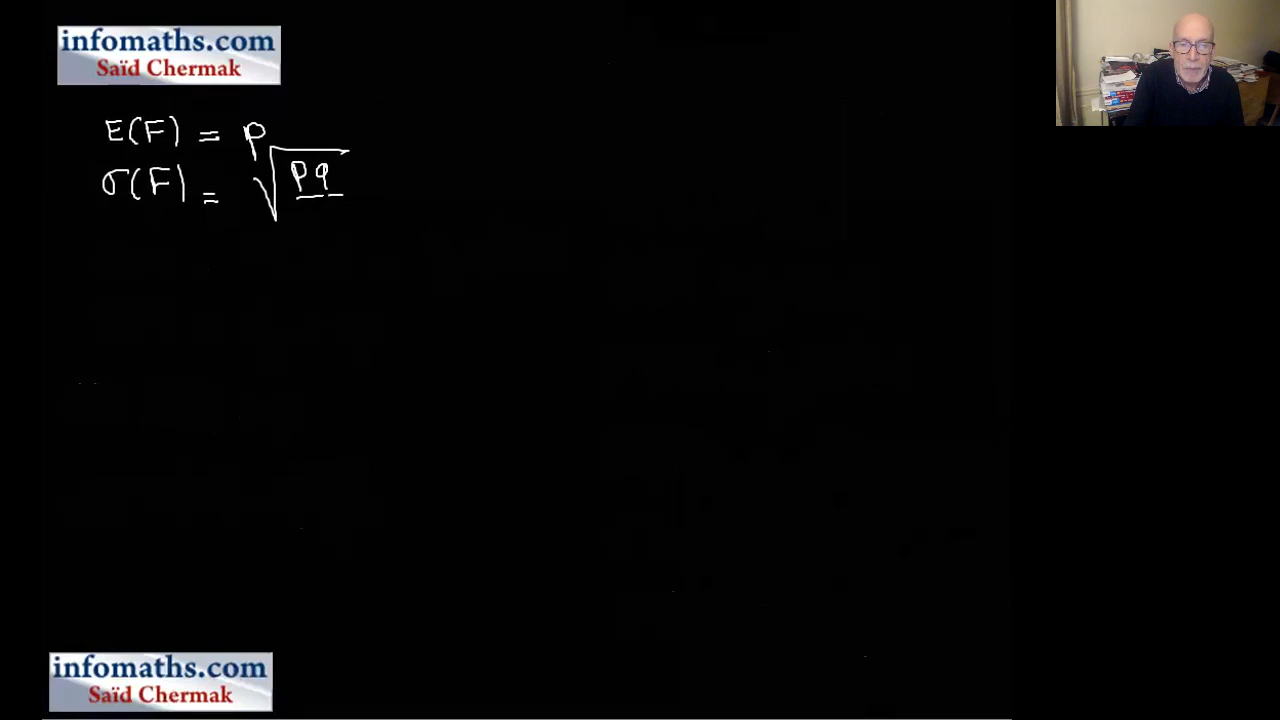 infomaths.com
Saïd Chermak
E(F) = p
σ(F) = √pq
infomaths.com
Saïd Chermak